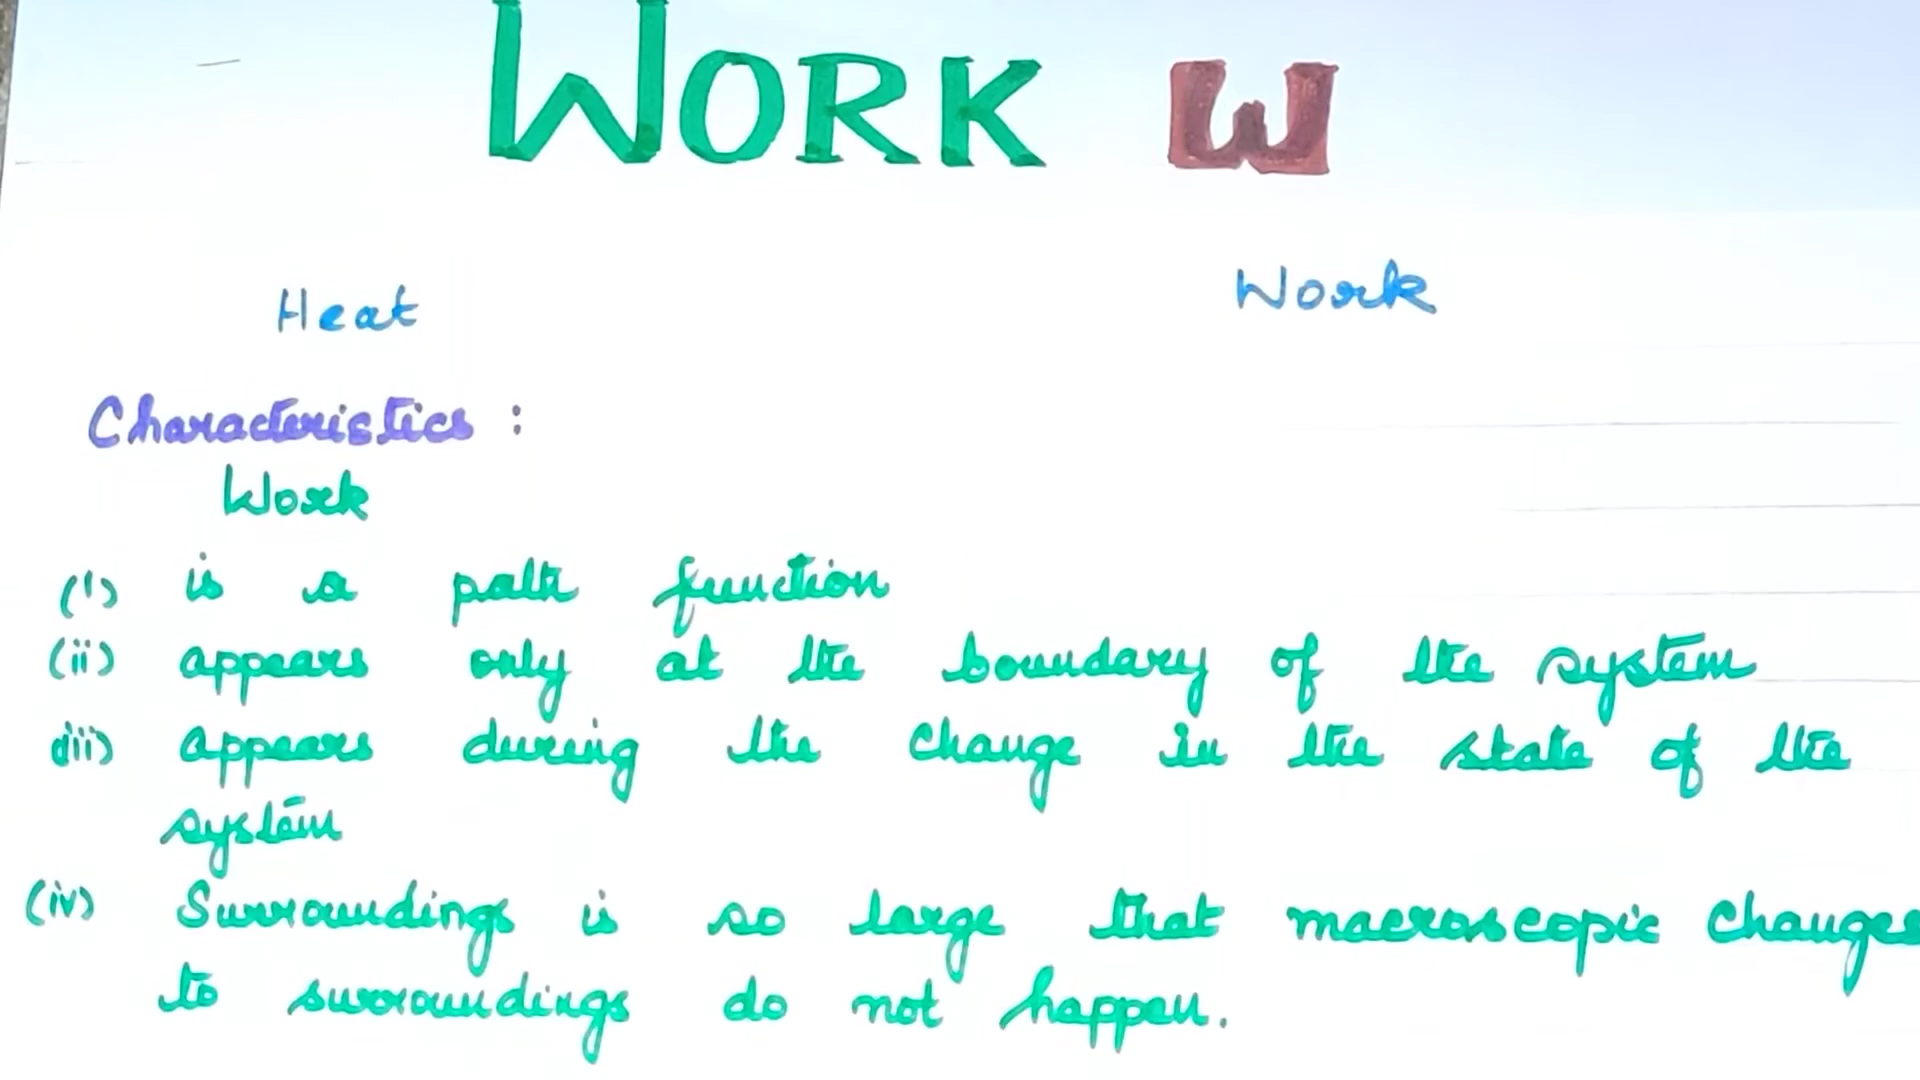 WORK W
Heat Work
Characteristics :
Work
(i) is a path function
(ii) appears only at the boundary of the system
(iii) appears during the change in the state of the
system
(iv) Surroundings is so large that macroscopic changes
to surroundings do not happen.